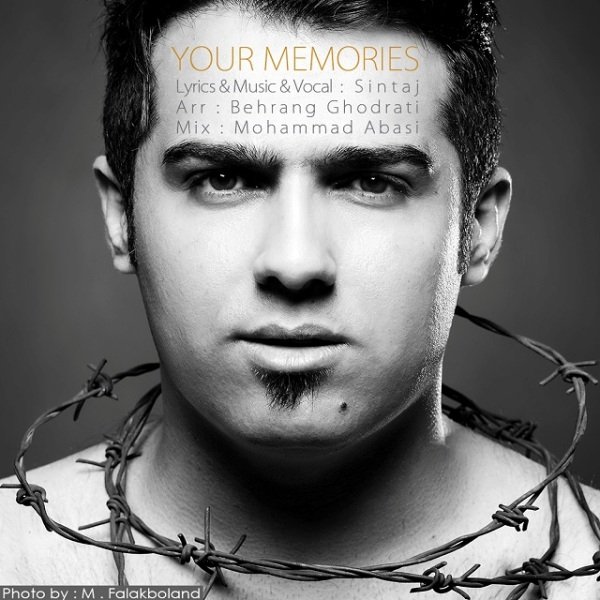 YOUR MEMORIES
Lyrics & Music & Vocal : Sintaj
Arr : Behrang Ghodrati
Mix : Mohammad Abasi
Photo by : M . Falakboland